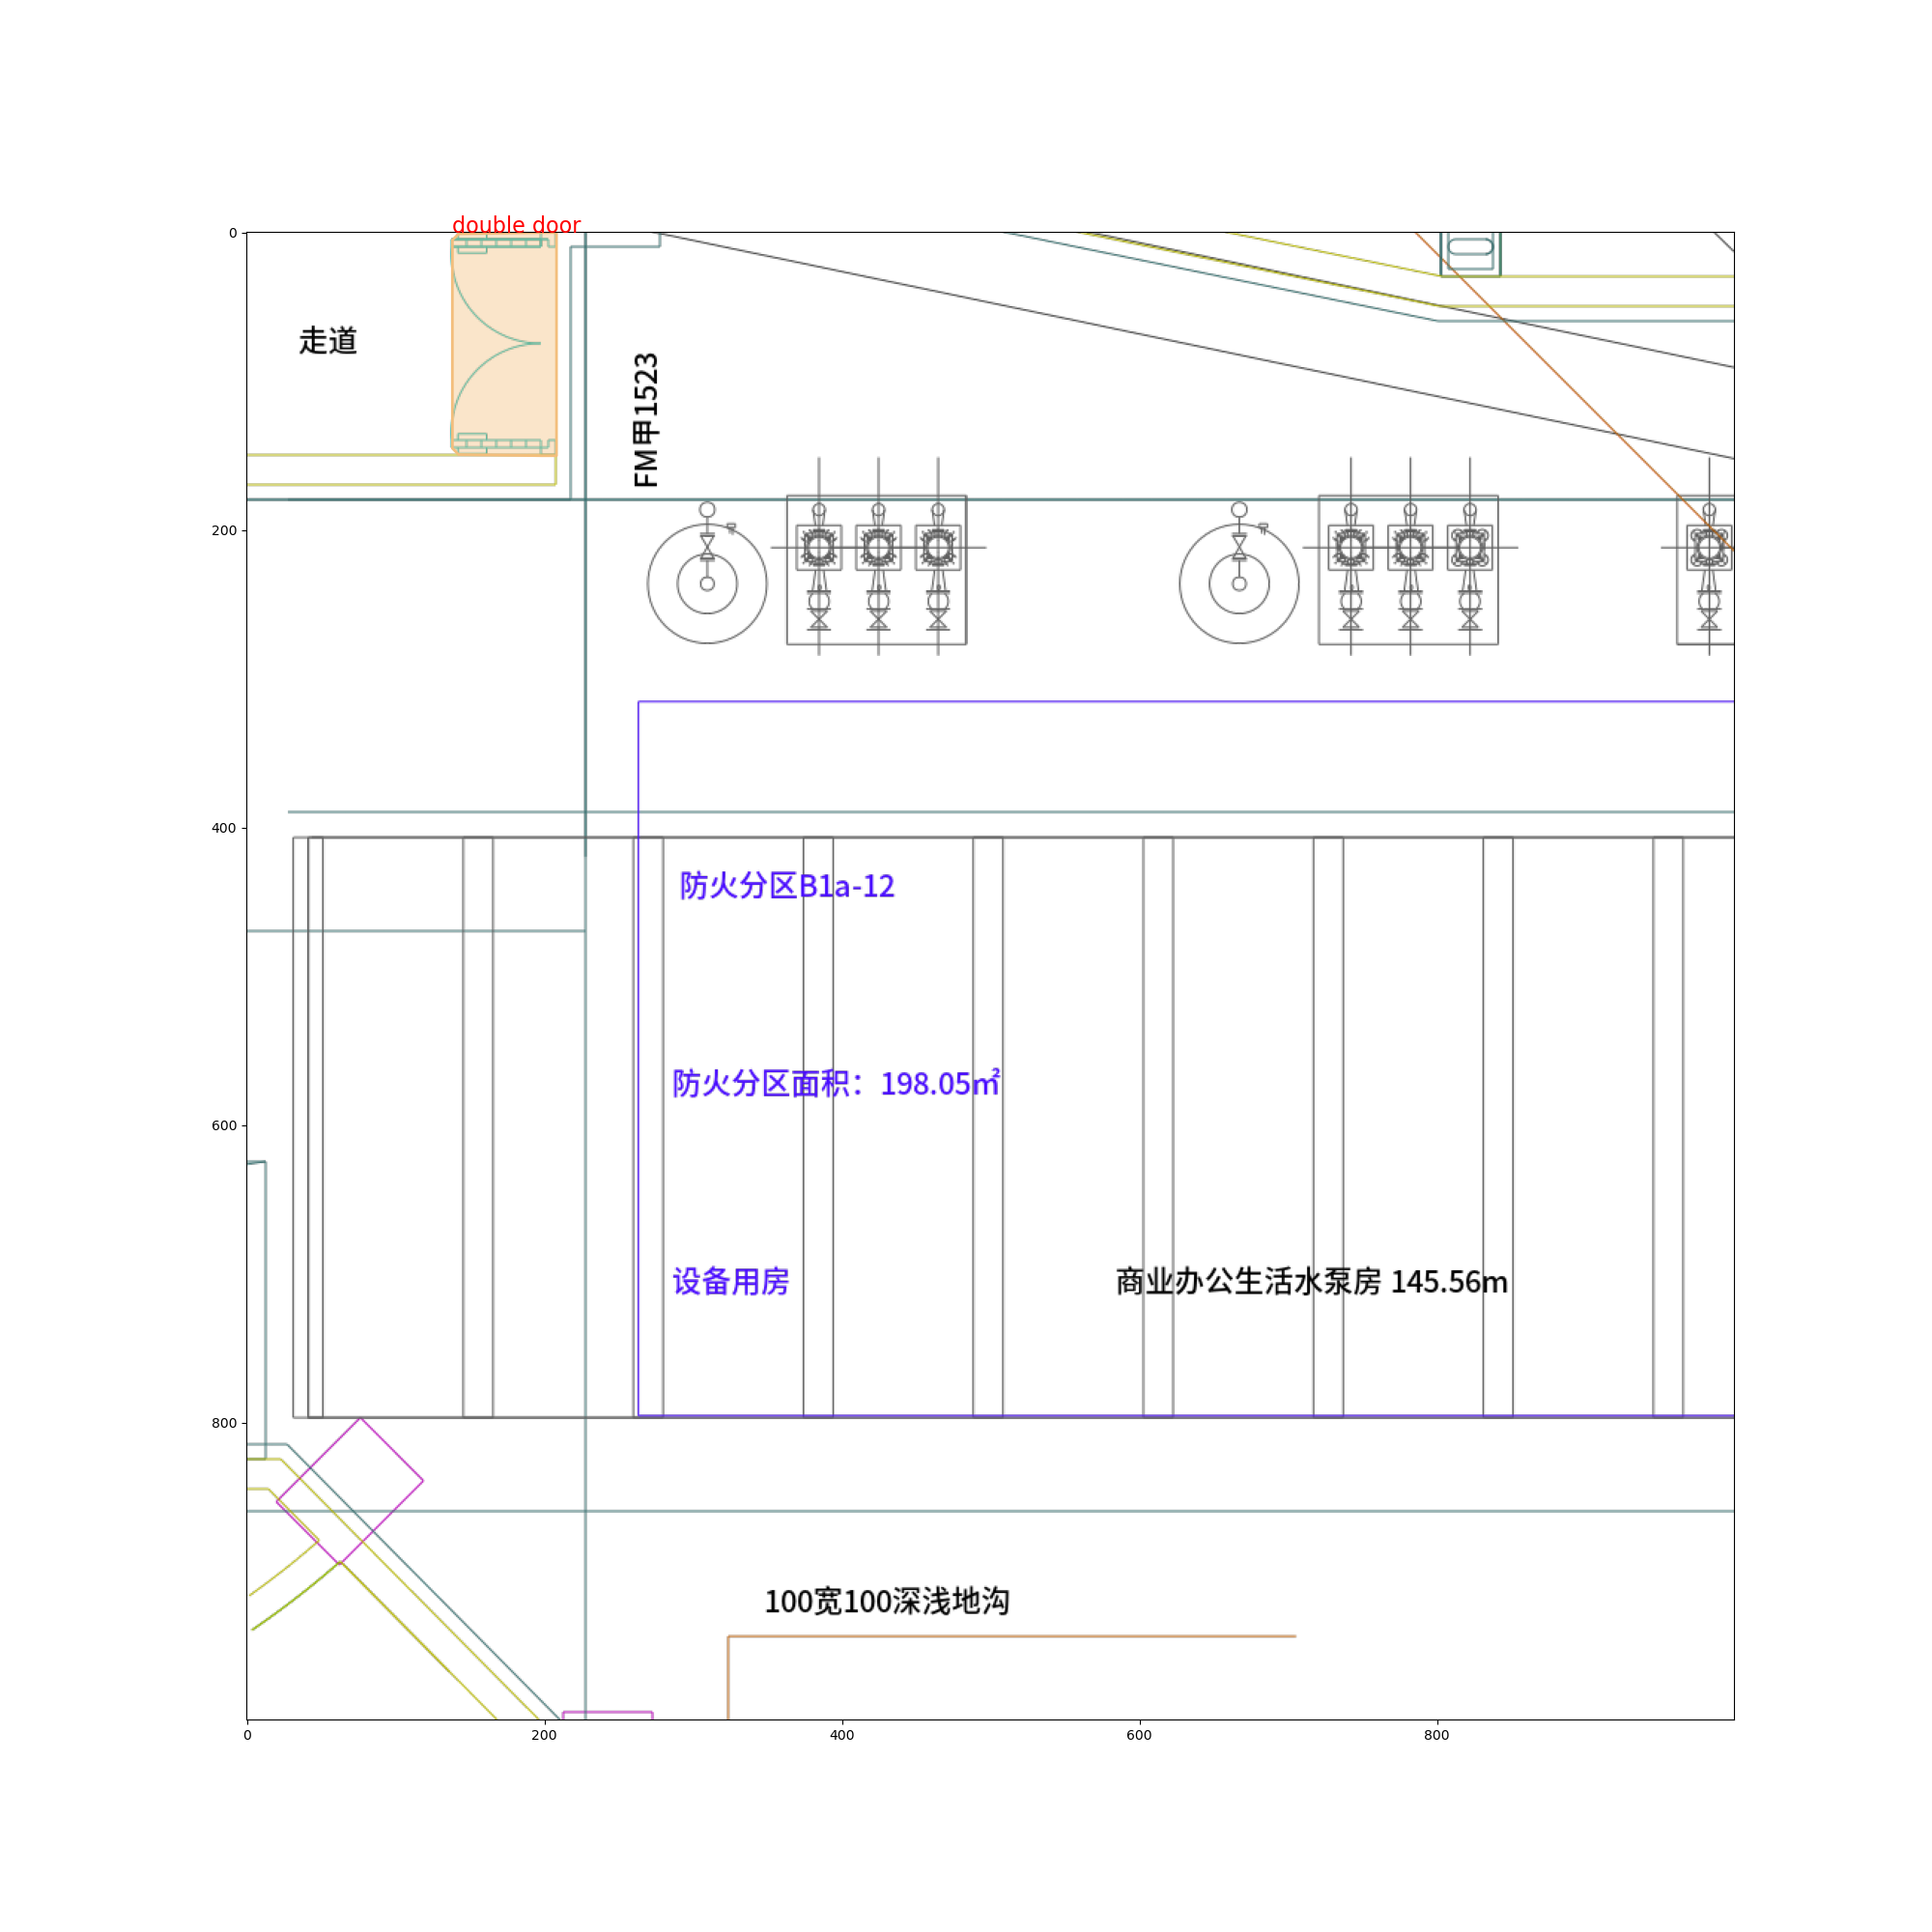 double door
走道
FM甲1523
防火分区B1a-12
防火分区面积：198.05㎡
设备用房
商业办公生活水泵房 145.56m
100宽100深浅地沟
0
200
400
600
800
0
200
400
600
800